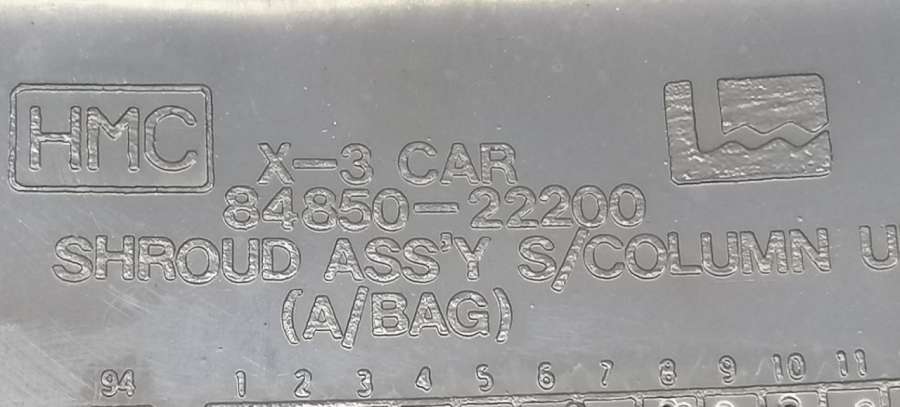 HMC
X-3 CAR
84850-22200
SHROUD ASS'Y S/COLUMN U
(A/BAG)
94 1 2 3 4 5 6 7 8 9 10 11